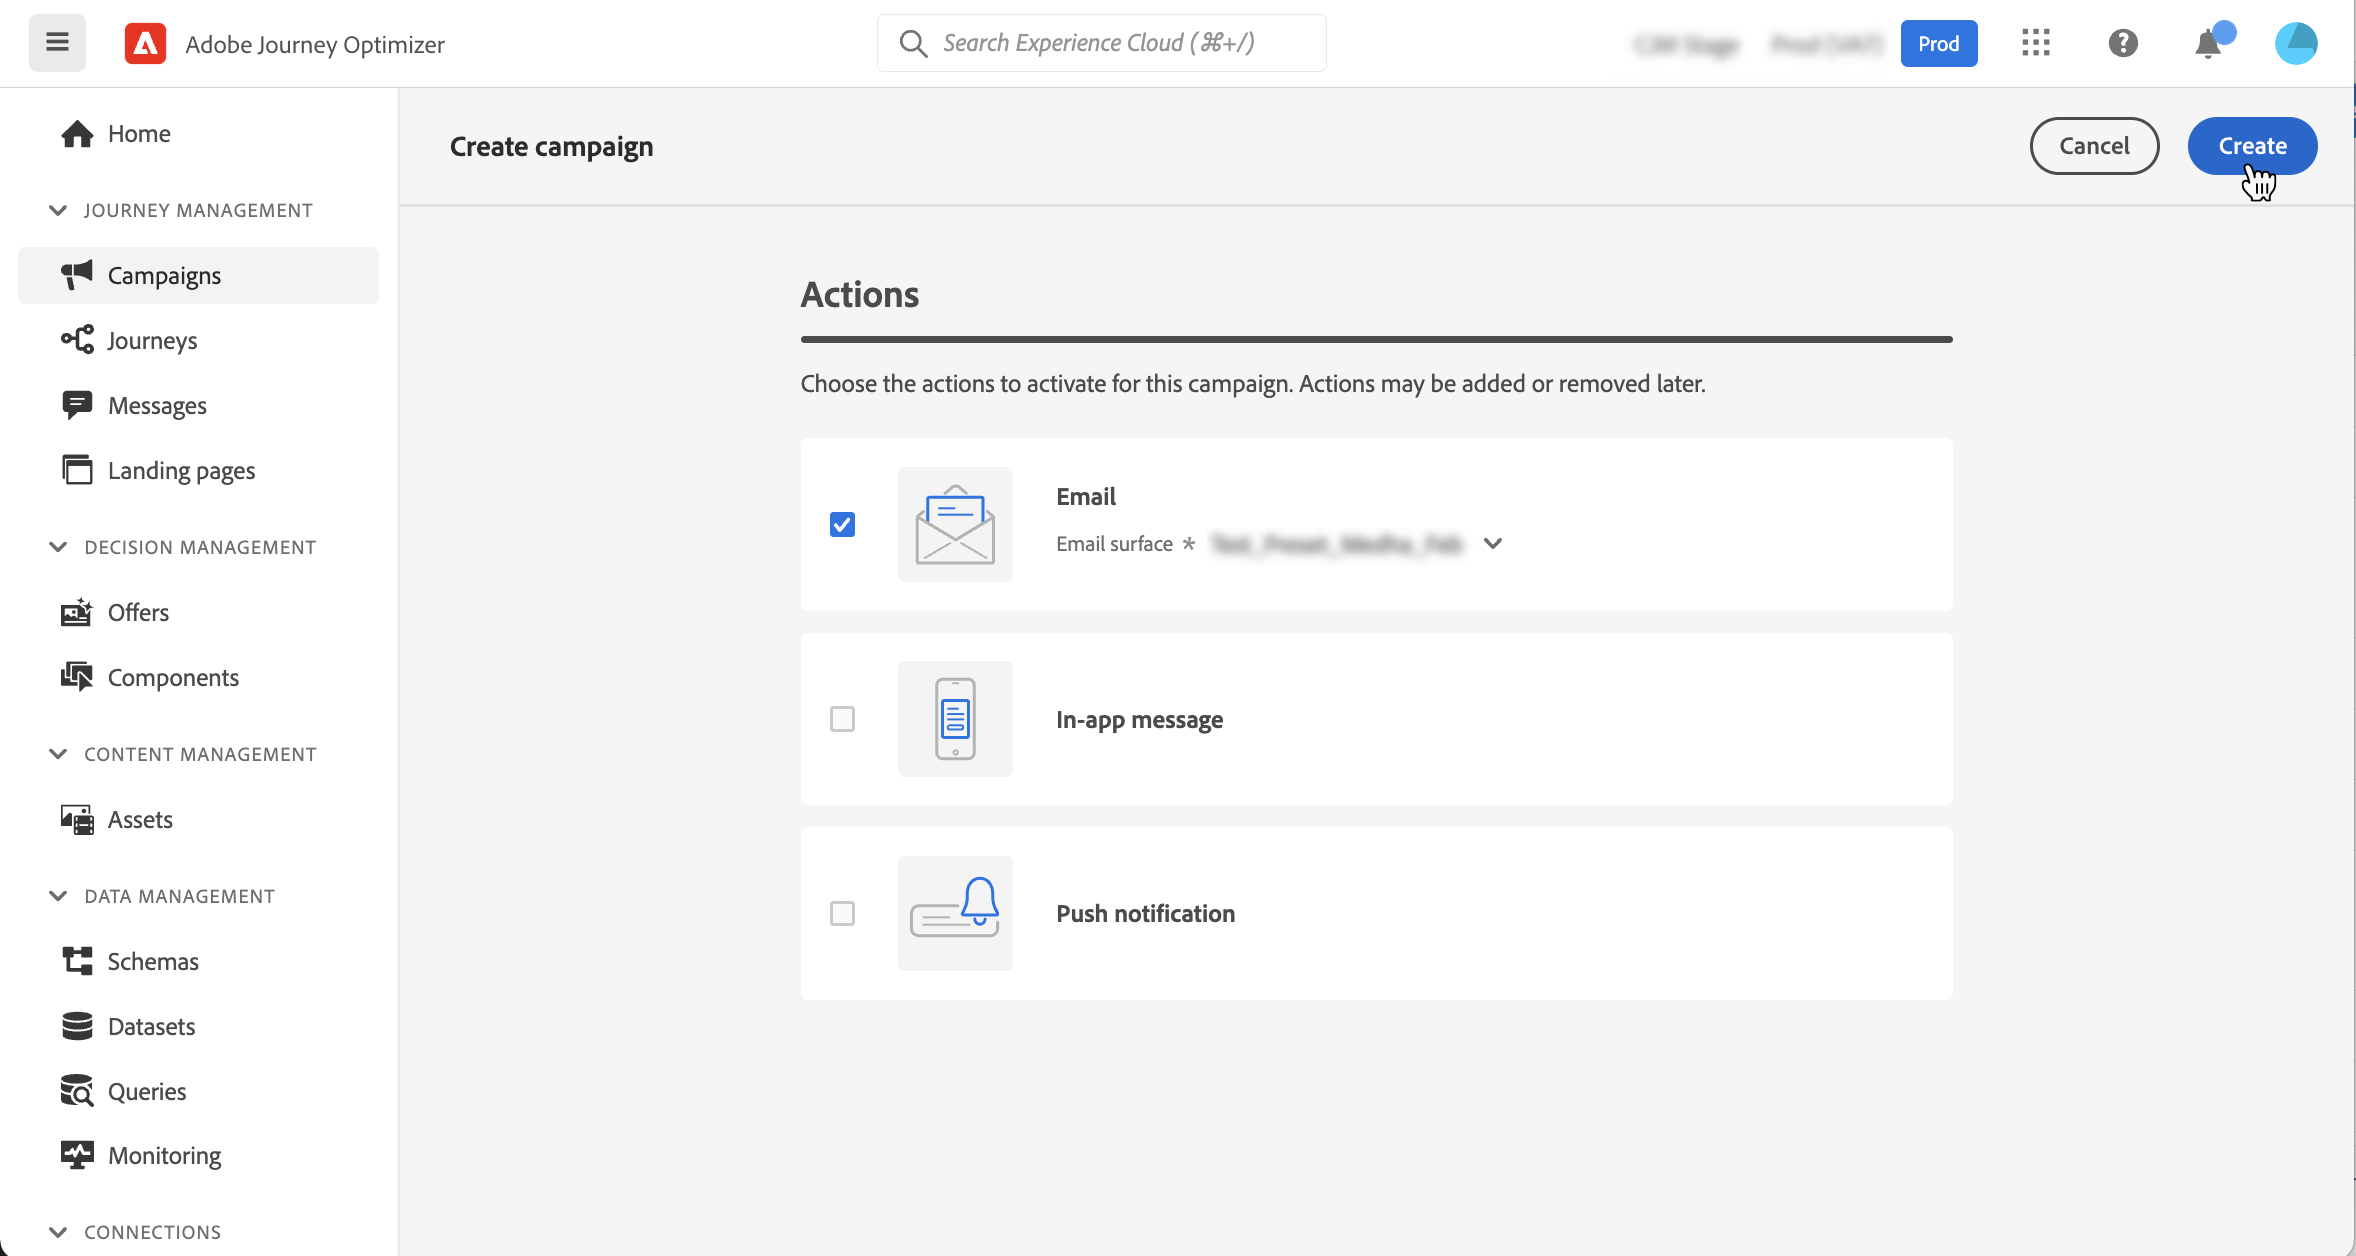 Adobe Journey Optimizer
Search Experience Cloud (⌘+/)
Prod
Home
JOURNEY MANAGEMENT
Campaigns
Journeys
Messages
Landing pages
DECISION MANAGEMENT
Offers
Components
CONTENT MANAGEMENT
Assets
DATA MANAGEMENT
Schemas
Datasets
Queries
Monitoring
CONNECTIONS
Create campaign
Cancel
Create
Actions
Choose the actions to activate for this campaign. Actions may be added or removed later.
Email
Email surface *
In-app message
Push notification